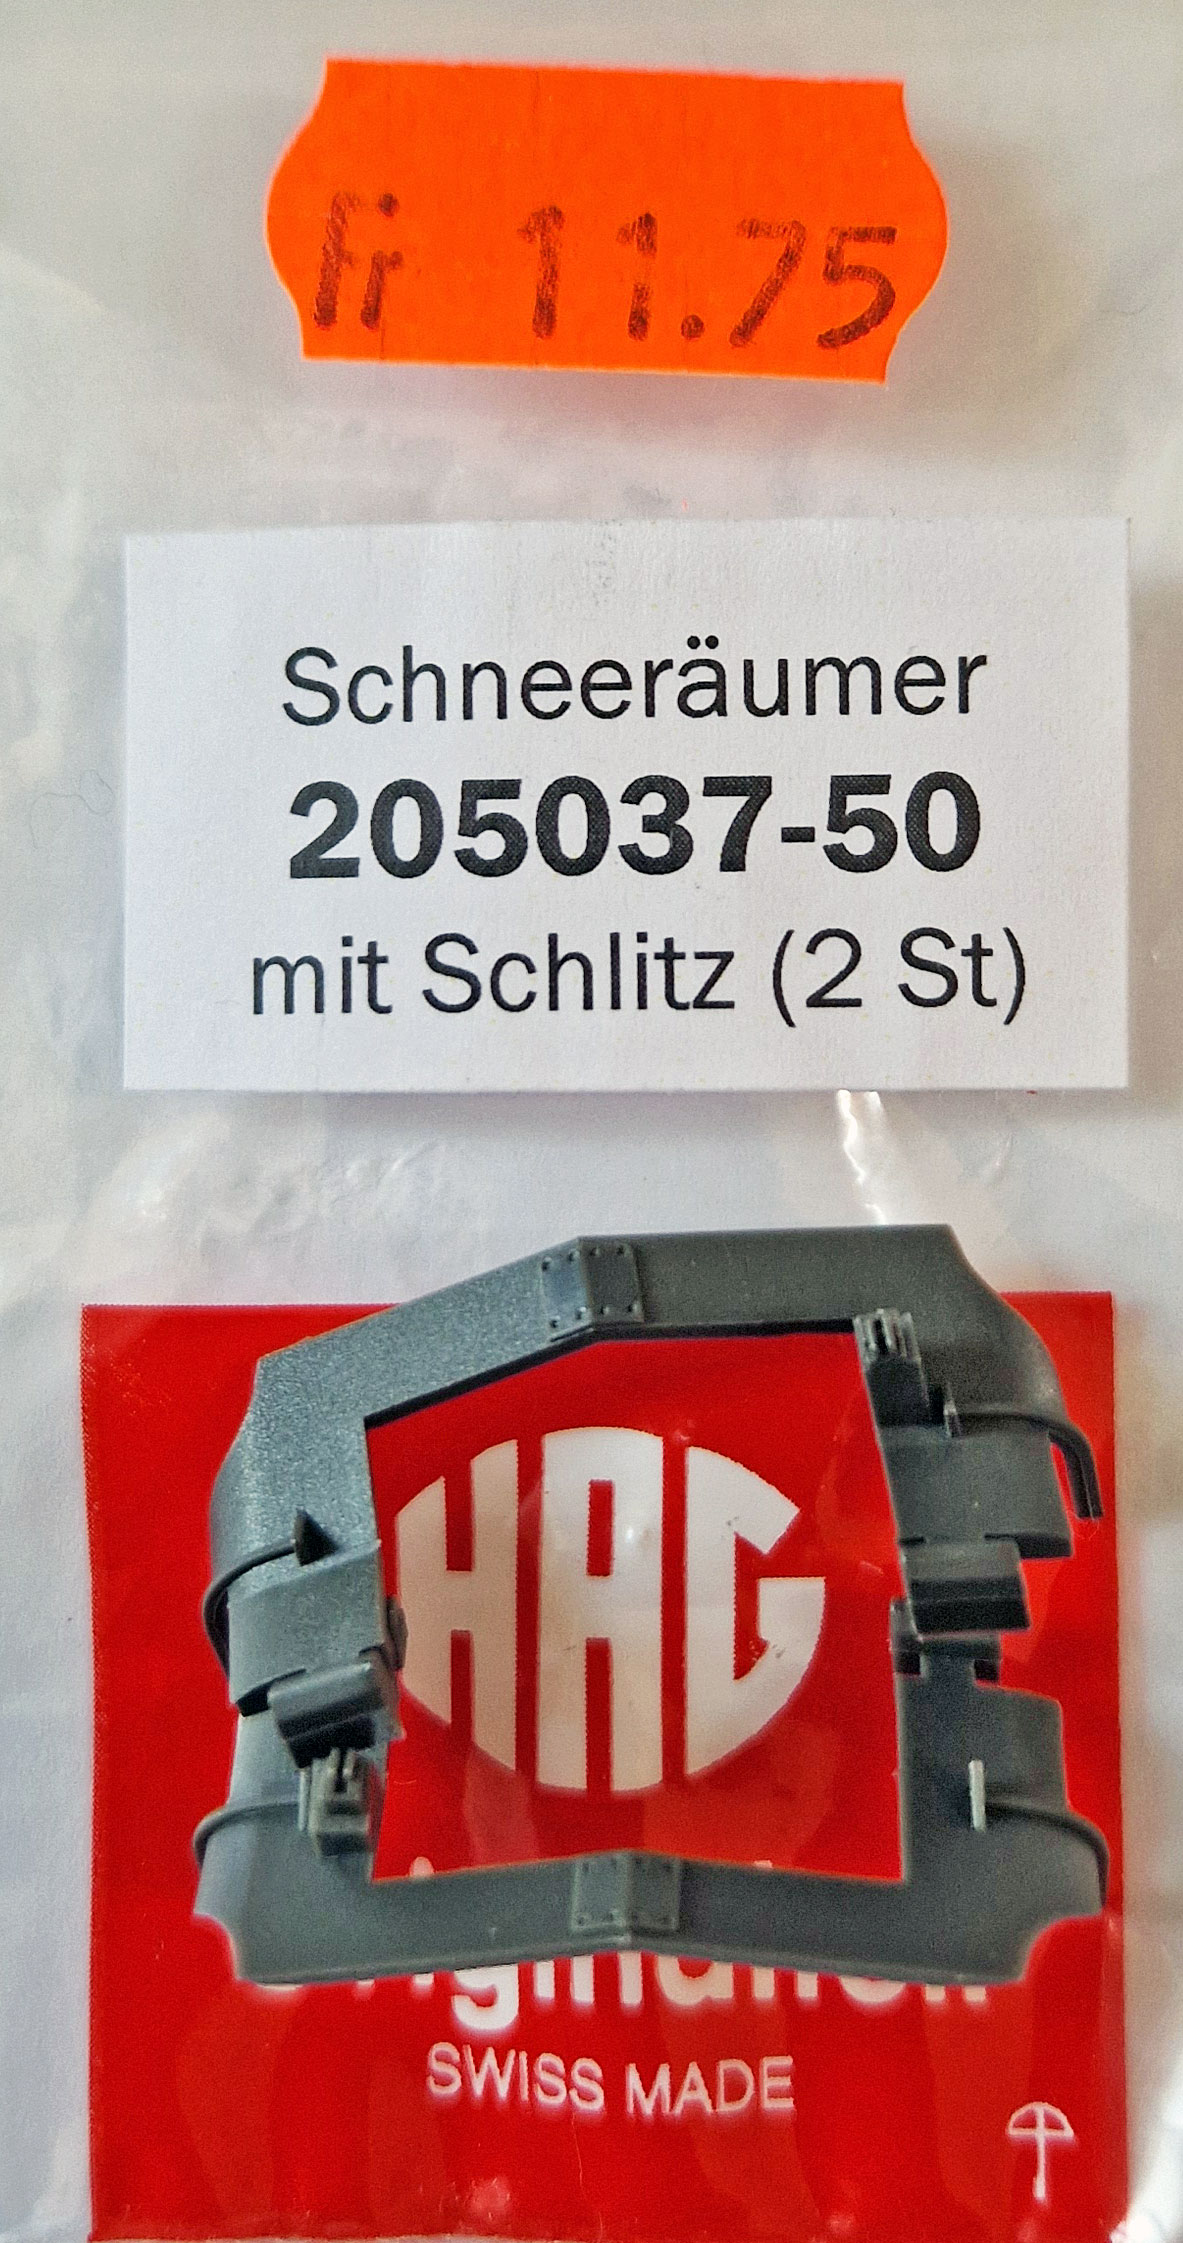 fr 11.75
Schneeräumer
205037-50
mit Schlitz (2 St)
HAG
SWISS MADE